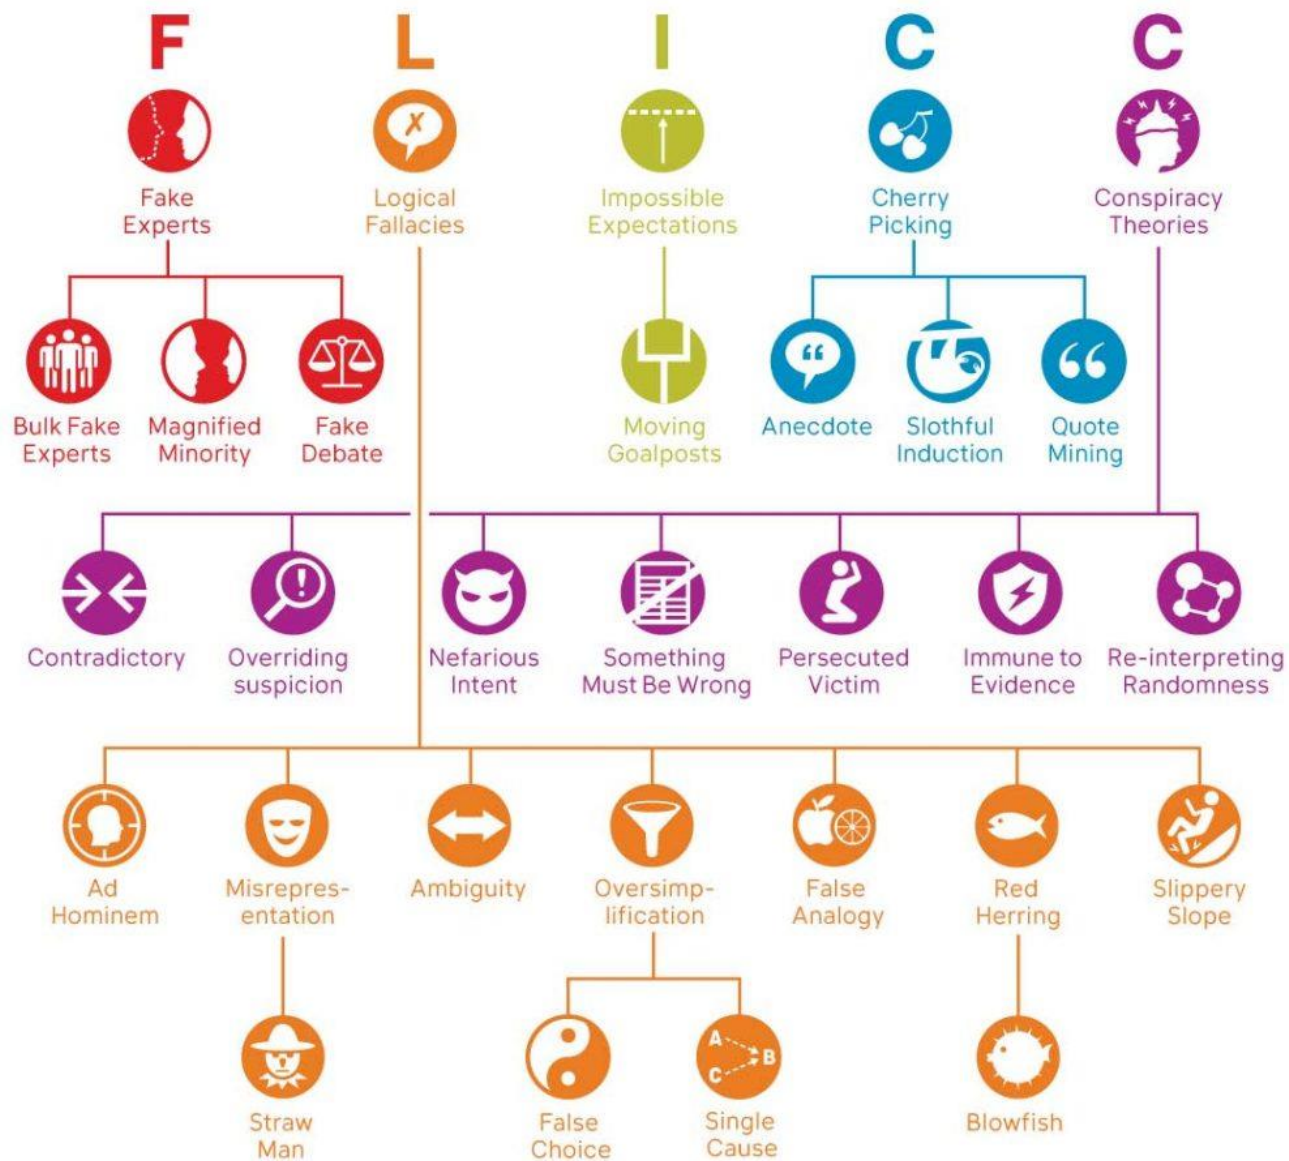 F L I C C
Fake Logical Impossible Cherry Conspiracy
Experts Fallacies Expectations Picking Theories
Bulk Fake Magnified Fake Moving Anecdote Slothful Quote
Experts Minority Debate Goalposts Induction Mining
Contradictory Overriding Nefarious Something Persecuted Immune to Re-interpreting
suspicion Intent Must Be Wrong Victim Evidence Randomness
Ad Misrepres- Ambiguity Oversimp- False Red Slippery
Hominem entation lification Analogy Herring Slope
A
B
C
Straw False Single Blowfish
Man Choice Cause